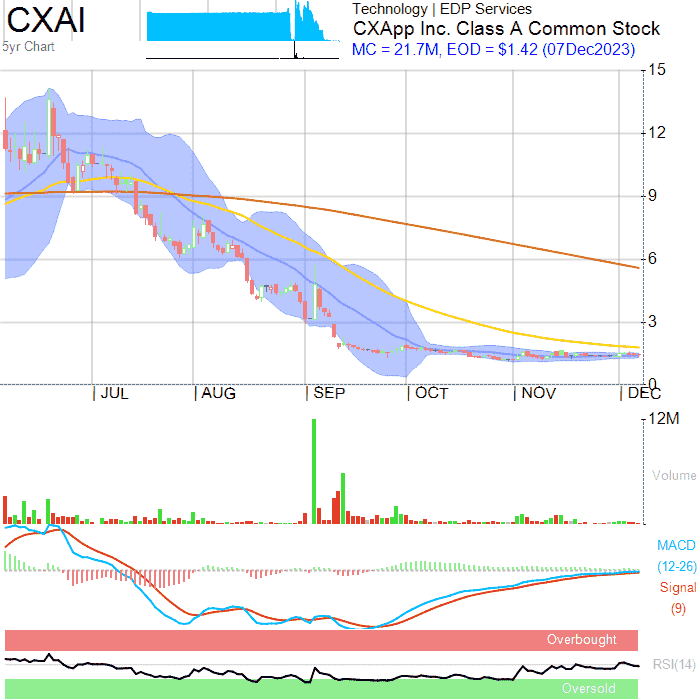 CXAI
5yr Chart
Technology | EDP Services
CXApp Inc. Class A Common Stock
MC = 21.7M, EOD = $1.42 (07Dec2023)
15
12
9
6
3
0
JUL
AUG
SEP
OCT
NOV
DEC
12M
Volume
MACD
(12-26)
Signal
(9)
Overbought
RSI(14)
Oversold